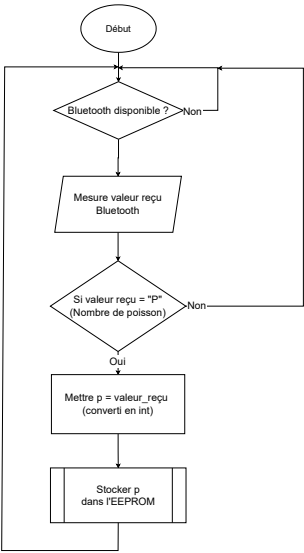 Début
Bluetooth disponible ?
Non
Mesure valeur reçu
Bluetooth
Si valeur reçu = "P"
(Nombre de poisson)
Non
Oui
Mettre p = valeur_reçu
(converti en int)
Stocker p
dans l'EEPROM